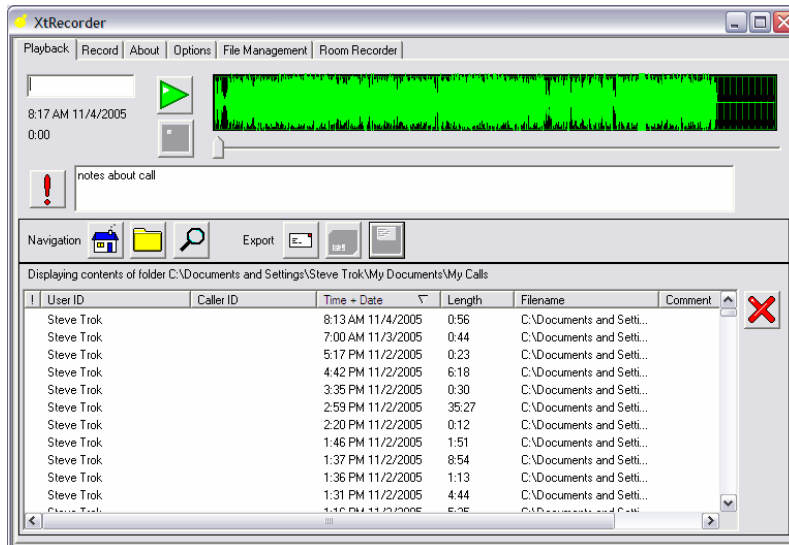 XtRecorder
Playback Record About Options File Management Room Recorder
8:17 AM 11/4/2005
0:00
notes about call
Navigation Export
Displaying contents of folder C:\Documents and Settings\Steve Trok\My Documents\My Calls
! User ID Caller ID Time + Date Length Filename Comment
Steve Trok 8:13 AM 11/4/2005 0:56 C:\Documents and Setti...
Steve Trok 7:00 AM 11/3/2005 0:44 C:\Documents and Setti...
Steve Trok 5:17 PM 11/2/2005 0:23 C:\Documents and Setti...
Steve Trok 4:42 PM 11/2/2005 6:18 C:\Documents and Setti...
Steve Trok 3:35 PM 11/2/2005 0:30 C:\Documents and Setti...
Steve Trok 2:59 PM 11/2/2005 35:27 C:\Documents and Setti...
Steve Trok 2:20 PM 11/2/2005 0:12 C:\Documents and Setti...
Steve Trok 1:46 PM 11/2/2005 1:51 C:\Documents and Setti...
Steve Trok 1:37 PM 11/2/2005 8:54 C:\Documents and Setti...
Steve Trok 1:36 PM 11/2/2005 1:13 C:\Documents and Setti...
Steve Trok 1:31 PM 11/2/2005 4:44 C:\Documents and Setti...